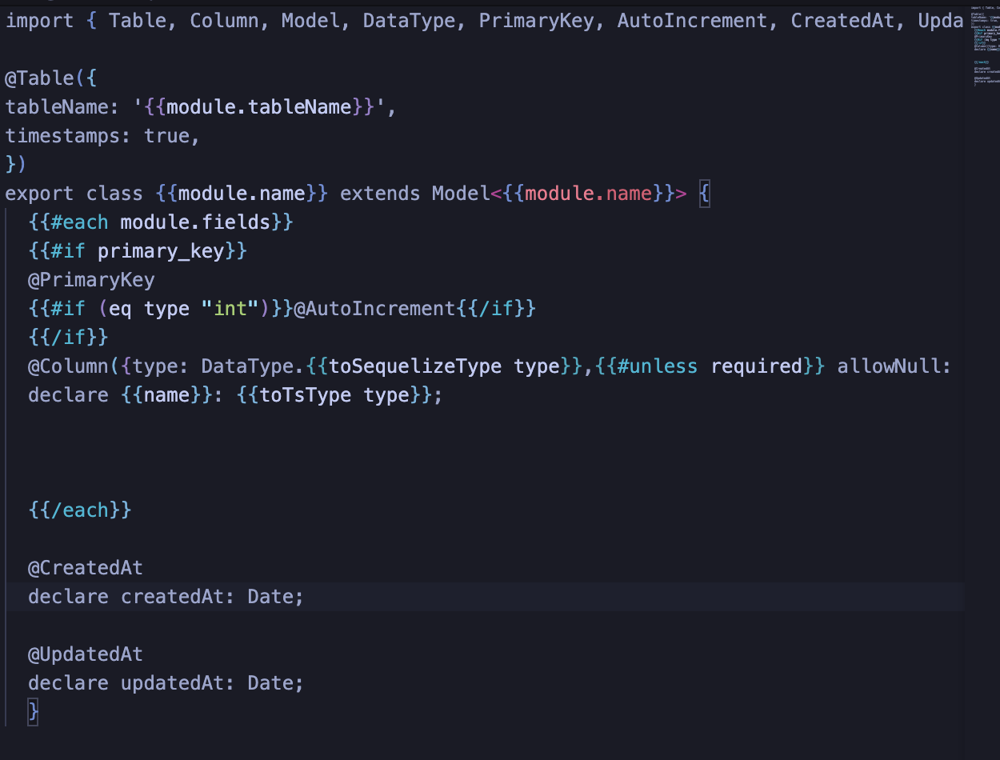 import { Table, Column, Model, DataType, PrimaryKey, AutoIncrement, CreatedAt, Upda
@Table({
tableName: '{{module.tableName}}',
timestamps: true,
})
export class {{module.name}} extends Model<{{module.name}}> {
{{#each module.fields}}
{{#if primary_key}}
@PrimaryKey
{{#if (eq type "int")}}@AutoIncrement{{/if}}
{{/if}}
@Column({type: DataType.{{toSequelizeType type}},{{#unless required}} allowNull:
declare {{name}}: {{toTsType type}};
{{/each}}
@CreatedAt
declare createdAt: Date;
@UpdatedAt
declare updatedAt: Date;
}